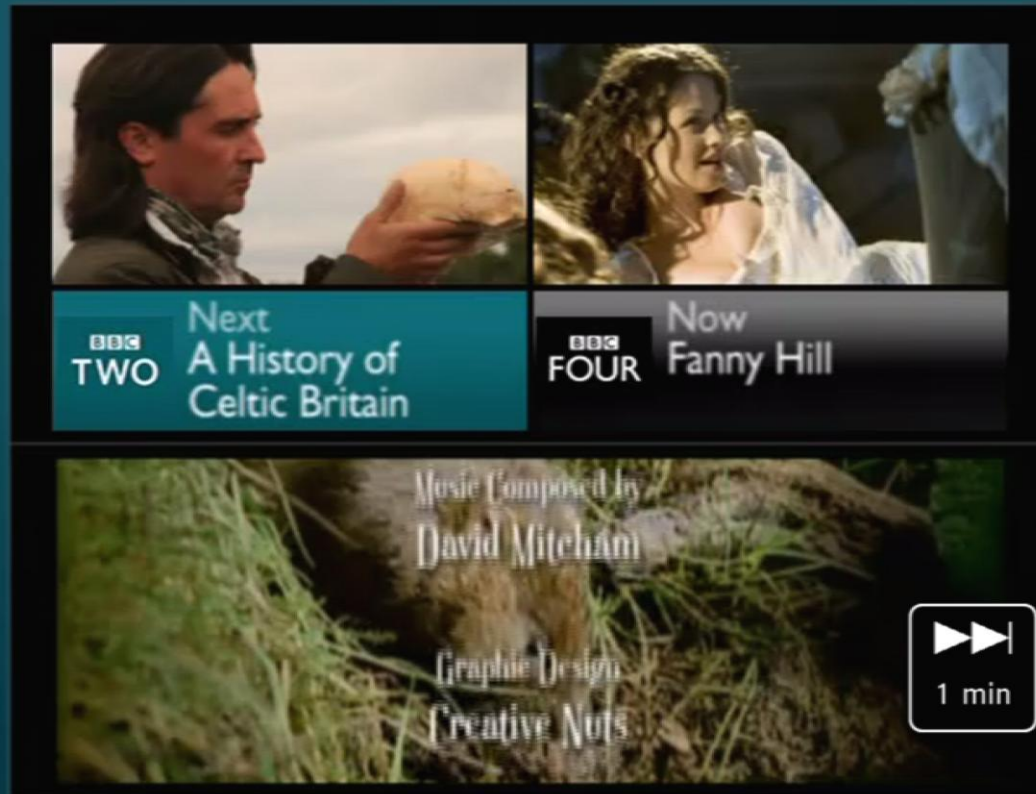 BBC
TWO
Next
A History of
Celtic Britain
BBC
FOUR
Now
Fanny Hill
Music Composed by
David Mitcham
Graphic Design
Creative Nuts
1 min